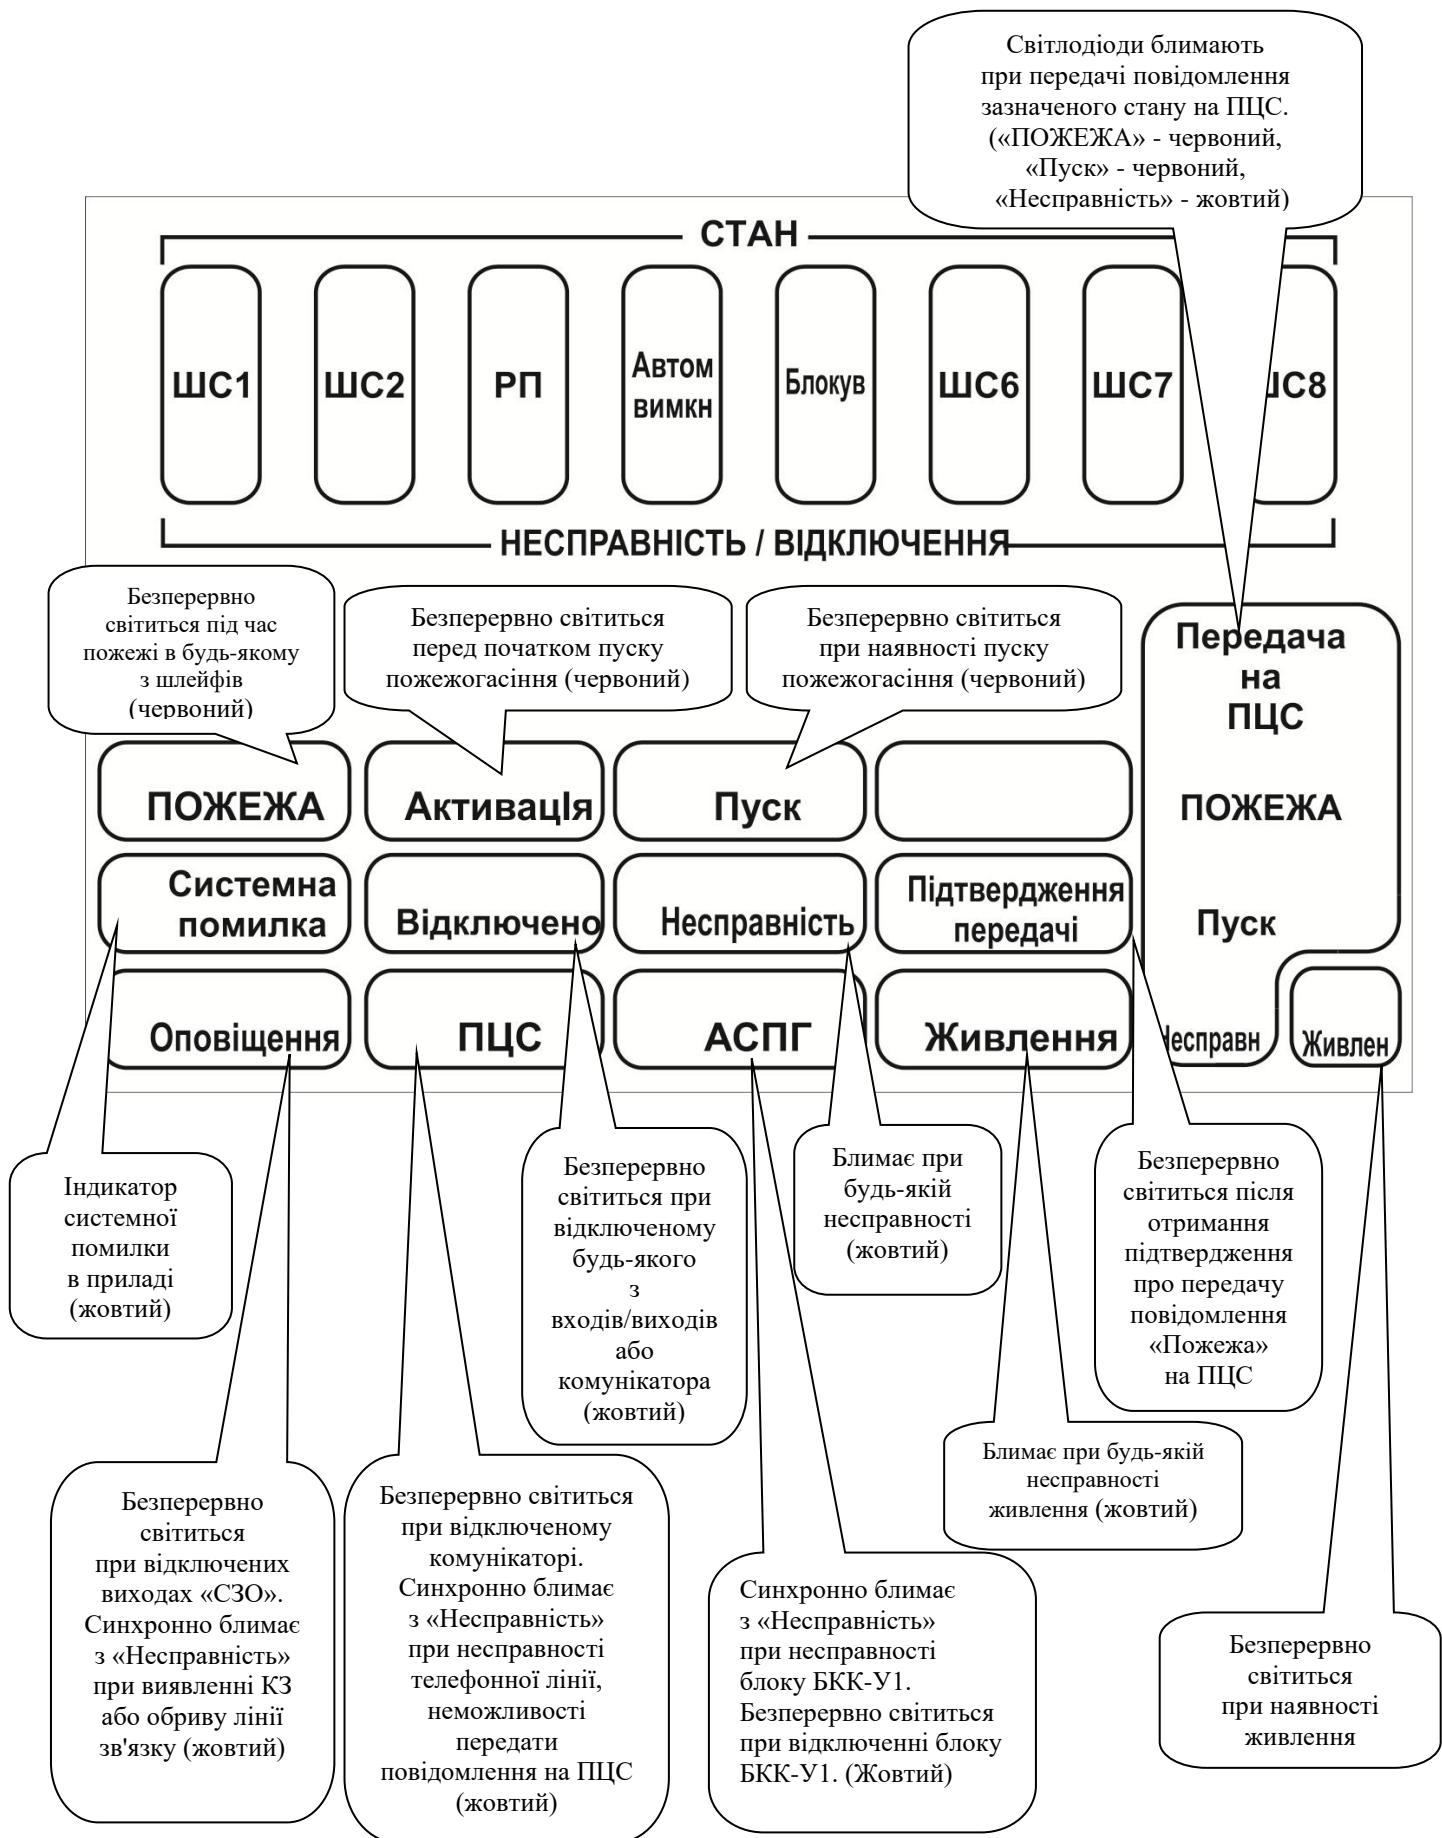 Світлодіоди блимають
при передачі повідомлення
зазначеного стану на ПЦС.
(«ПОЖЕЖА» - червоний,
«Пуск» - червоний,
«Несправність» - жовтий)
СТАН
ШС1
ШС2
РП
Автом
вимкн
Блокув
ШС6
ШС7
ШС8
НЕСПРАВНІСТЬ / ВІДКЛЮЧЕННЯ
Безперервно
світиться під час
пожежі в будь-якому
з шлейфів
(червоний)
Безперервно світиться
перед початком пуску
пожежогасіння (червоний)
Безперервно світиться
при наявності пуску
пожежогасіння (червоний)
Передача
на
ПЦС
ПОЖЕЖА
Пуск
Несправн
Живлен
ПОЖЕЖА
АктивацІя
Пуск
Системна
помилка
Відключено
Несправність
Підтвердження
передачі
Оповіщення
ПЦС
АСПГ
Живлення
Індикатор
системної
помилки
в приладі
(жовтий)
Безперервно
світиться при
відключеному
будь-якого
з
входів/виходів
або
комунікатора
(жовтий)
Блимає при
будь-якій
несправності
(жовтий)
Безперервно
світиться після
отримання
підтвердження
про передачу
повідомлення
«Пожежа»
на ПЦС
Безперервно
світиться
при відключених
виходах «СЗО».
Синхронно блимає
з «Несправність»
при виявленні КЗ
або обриву лінії
зв'язку (жовтий)
Безперервно світиться
при відключеному
комунікаторі.
Синхронно блимає
з «Несправність»
при несправності
телефонної лінії,
неможливості
передати
повідомлення на ПЦС
(жовтий)
Синхронно блимає
з «Несправність»
при несправності
блоку БКК-У1.
Безперервно світиться
при відключенні блоку
БКК-У1. (Жовтий)
Блимає при будь-якій
несправності
живлення (жовтий)
Безперервно
світиться
при наявності
живлення